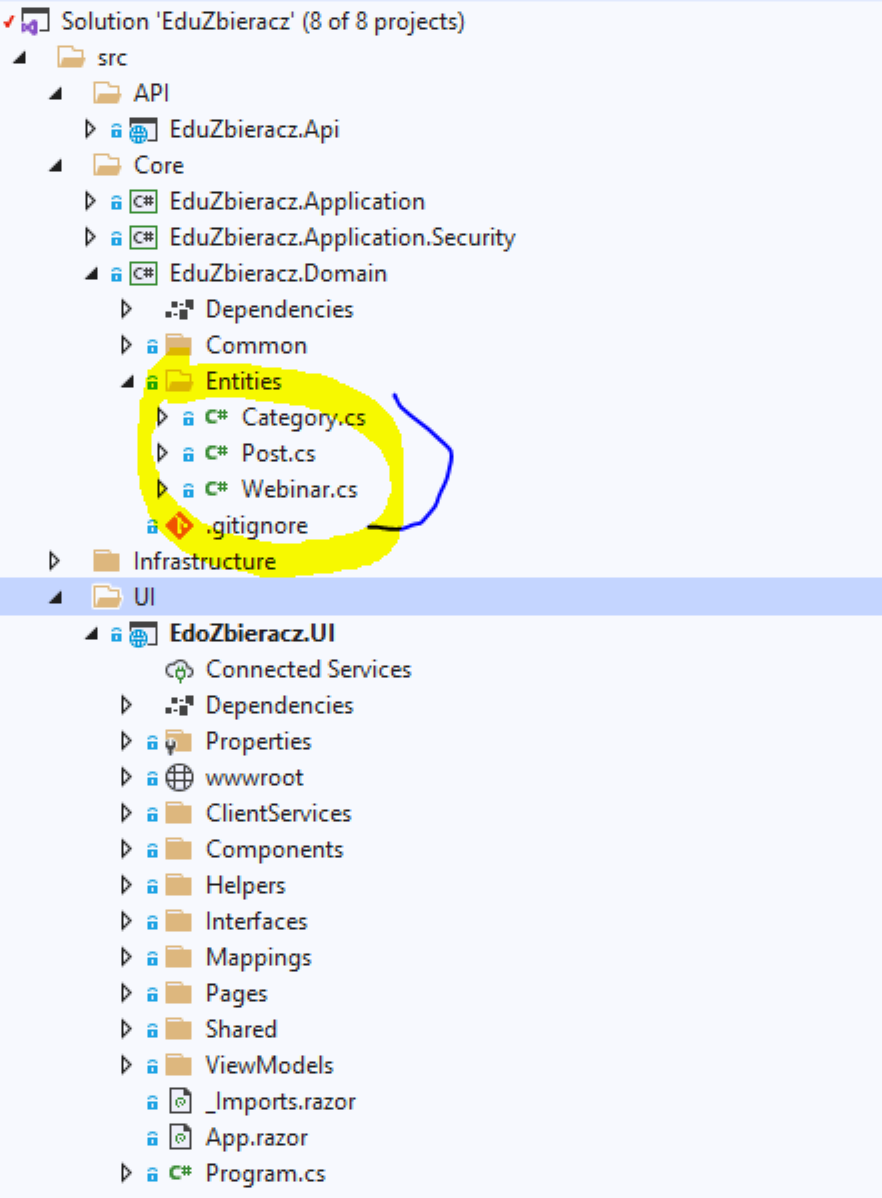 Solution 'EduZbieracz' (8 of 8 projects)
src
API
EduZbieracz.Api
Core
C# EduZbieracz.Application
C# EduZbieracz.Application.Security
C# EduZbieracz.Domain
Dependencies
Common
Entities
C# Category.cs
C# Post.cs
C# Webinar.cs
.gitignore
Infrastructure
UI
EdoZbieracz.UI
Connected Services
Dependencies
Properties
wwwroot
ClientServices
Components
Helpers
Interfaces
Mappings
Pages
Shared
ViewModels
_Imports.razor
App.razor
C# Program.cs